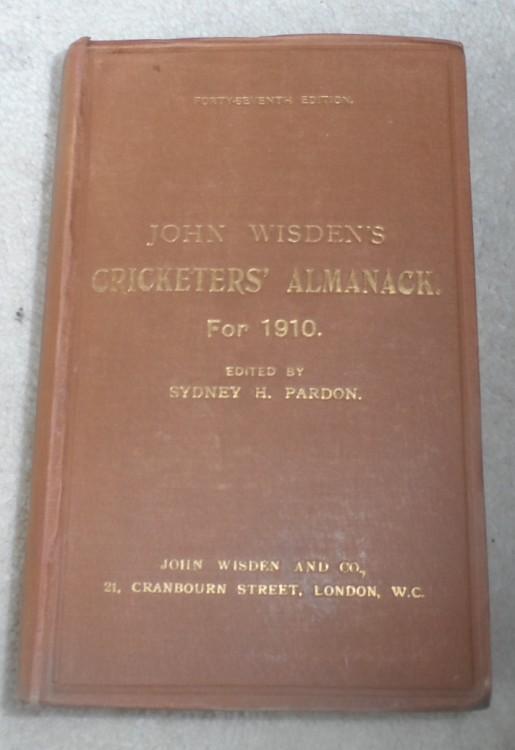 FORTY-SEVENTH EDITION.
JOHN WISDEN'S
CRICKETERS' ALMANACK.
For 1910.
EDITED BY
SYDNEY H. PARDON.
JOHN WISDEN AND CO.,
21, CRANBOURN STREET, LONDON, W.C.